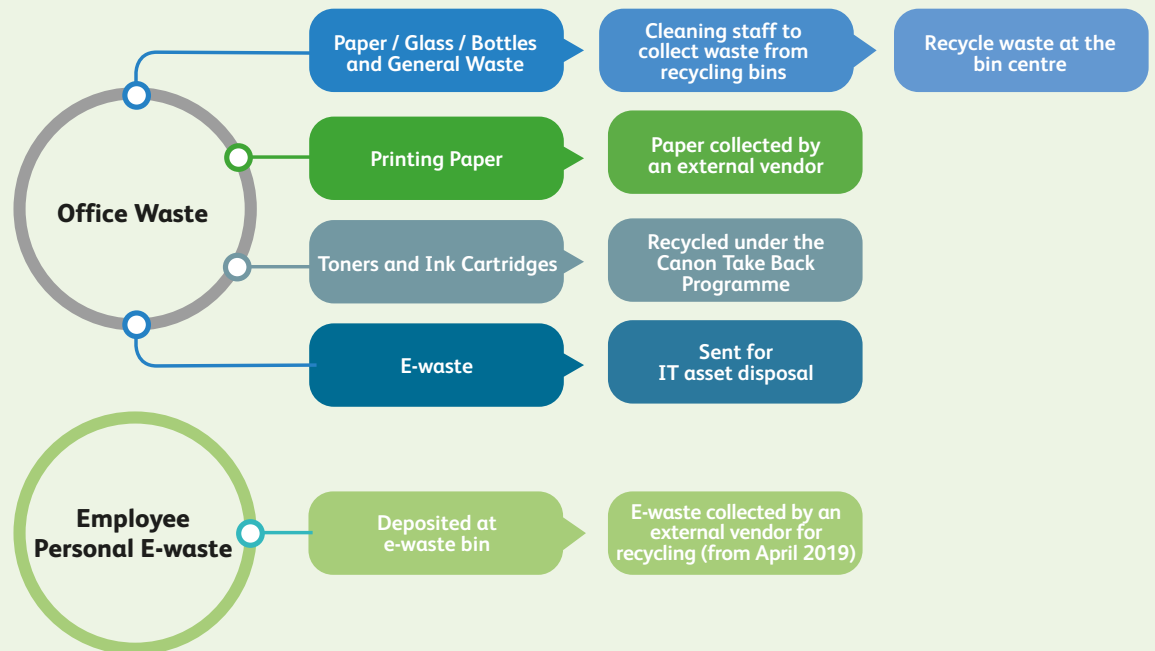 Paper / Glass / Bottles
and General Waste
Cleaning staff to
collect waste from
recycling bins
Recycle waste at the
bin centre
Printing Paper
Paper collected by
an external vendor
Office Waste
Toners and Ink Cartridges
Recycled under the
Canon Take Back
Programme
E-waste
Sent for
IT asset disposal
Employee
Personal E-waste
Deposited at
e-waste bin
E-waste collected by an
external vendor for
recycling (from April 2019)